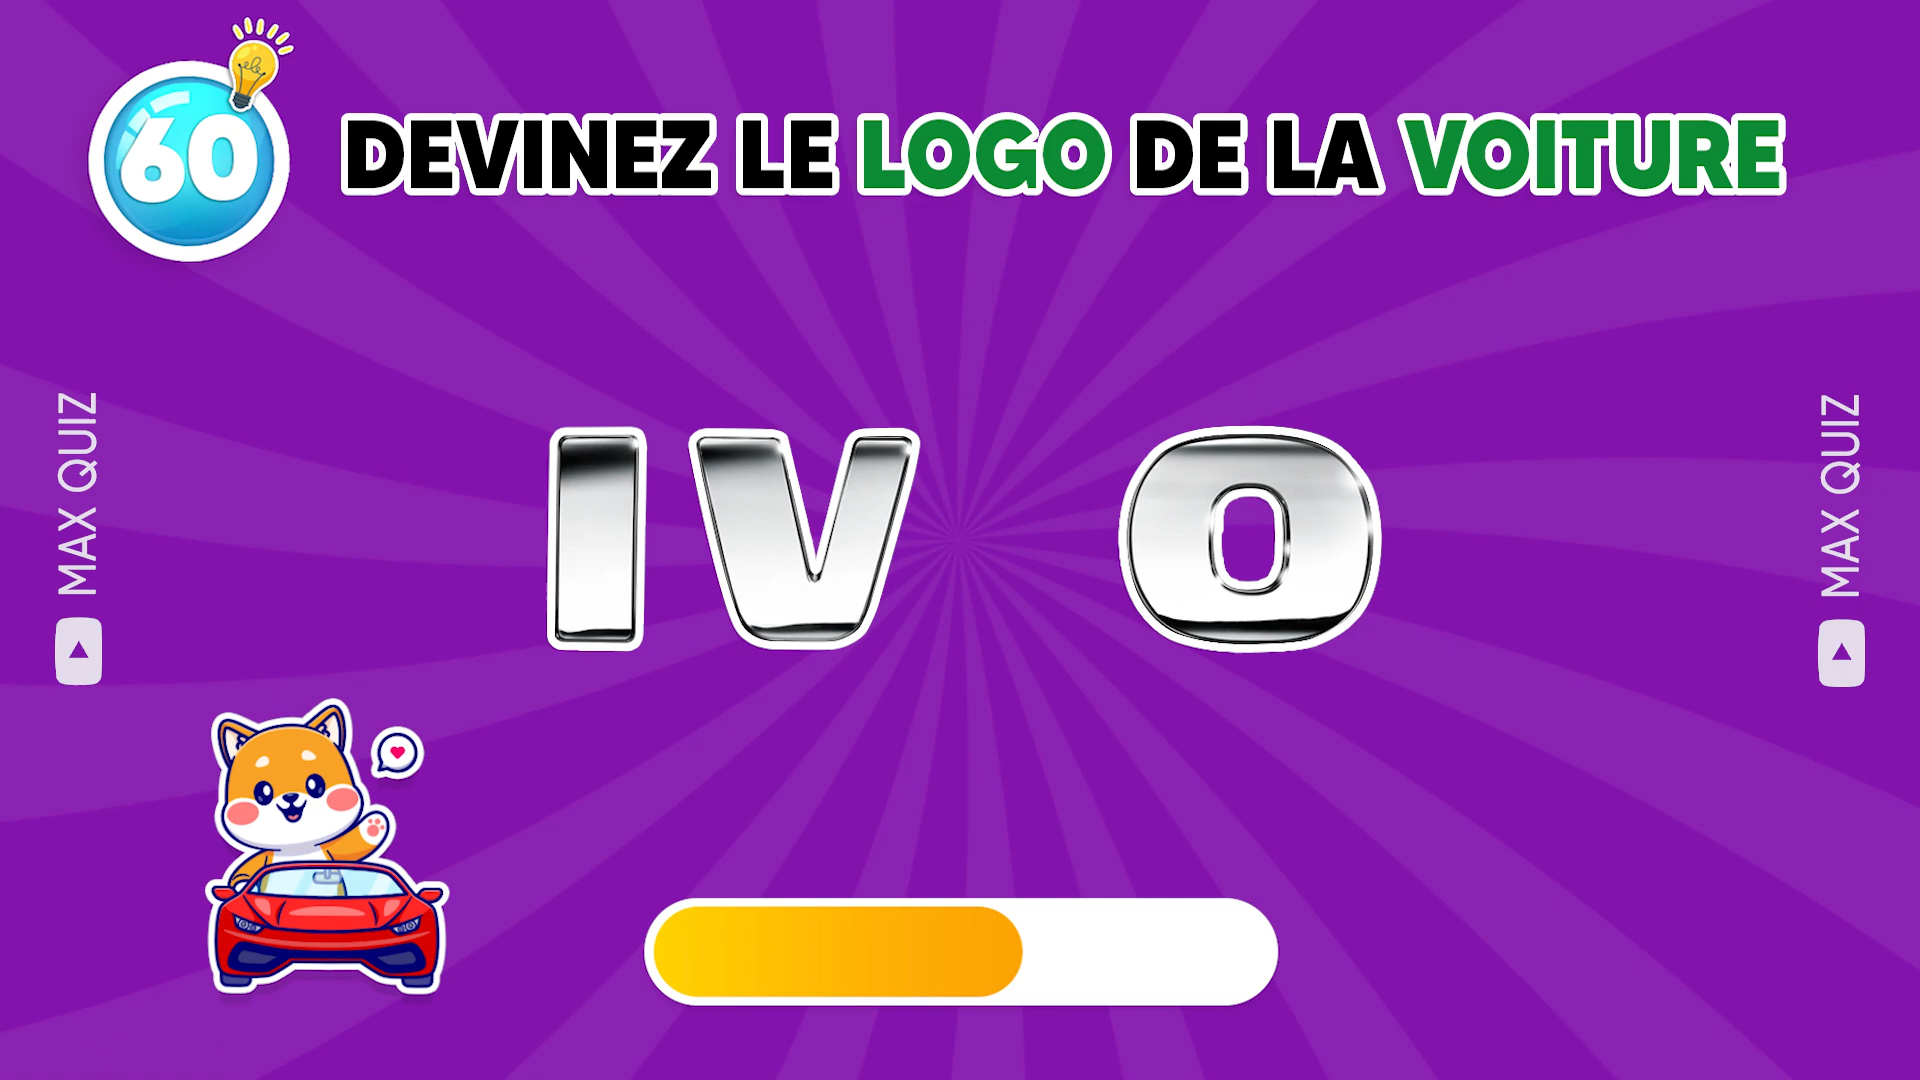 60
DEVINEZ LE LOGO DE LA VOITURE
MAX QUIZ
IV O
MAX QUIZ